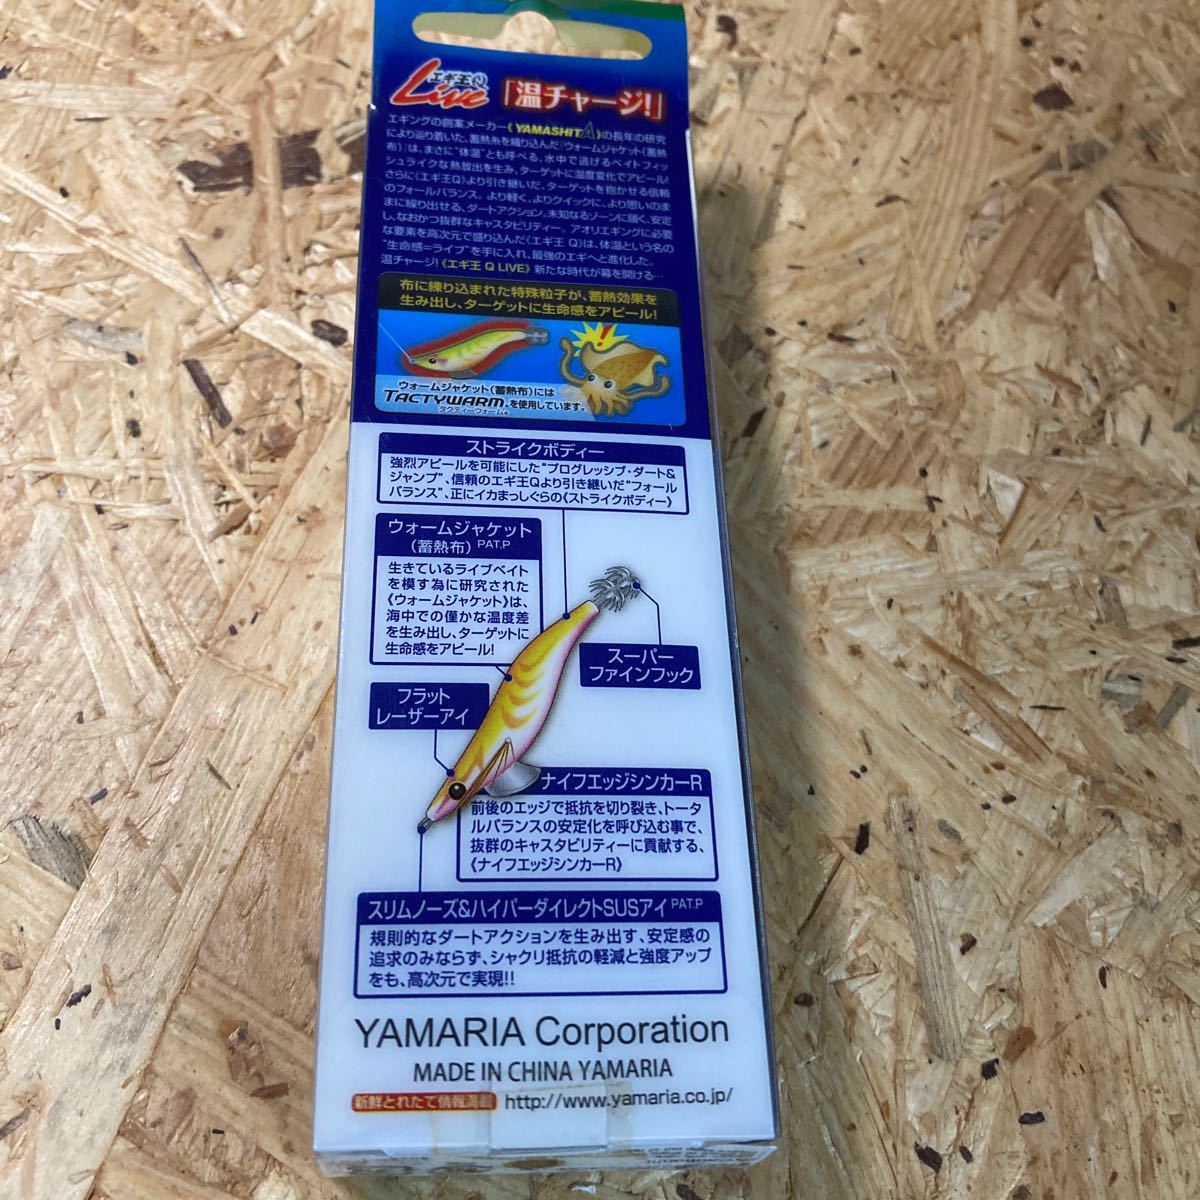 エギ王Q
Live
「温チャージ!」
エギングの創案メーカー《YAMASHITA》の長年の研究
により辿り着いた、蓄熱糸を織り込んだ「ウォームジャケット(蓄熱
布)」は、まさに"体温"とも呼べる、水中で逃げるベイトフィッ
シュライクな熱放出を生み、ターゲットに温度変化でアピール!
さらに《エギ王Q》より引き継いだ、ターゲットを抱かせる信頼
のフォールバランス。より軽く、よりクイックに、より思いのま
まに繰り出せる、ダートアクション。未知なるゾーンに届く、安定
し、なおかつ抜群なキャスタビリティー。アオリエギングに必要
な要素を高次元で盛り込んだ《エギ王 Q》は、体温という名の
"生命感=ライブ"を手に入れ、最強のエギへと進化した。
温チャージ!《エギ王 Q LIVE》 新たな時代が幕を開ける…
布に練り込まれた特殊粒子が、蓄熱効果を
生み出し、ターゲットに生命感をアピール!
ウォームジャケット(蓄熱布)には
TACTYWARM®を使用しています。
タクティーウォーム®
ストライクボディー
強烈アピールを可能にした"プログレッシブ・ダート&
ジャンプ"、信頼のエギ王Qより引き継いだ"フォール
バランス"、正にイカまっしぐらの《ストライクボディー》
ウォームジャケット
(蓄熱布) PAT.P
生きているライブベイト
を模す為に研究された
《ウォームジャケット》は、
海中での僅かな温度差
を生み出し、ターゲットに
生命感をアピール!
スーパー
ファインフック
フラット
レーザーアイ
ナイフエッジシンカーR
前後のエッジで抵抗を切り裂き、トータ
ルバランスの安定化を呼び込む事で、
抜群のキャスタビリティーに貢献する、
《ナイフエッジシンカーR》
スリムノーズ&ハイパーダイレクトSUSアイ PAT.P
規則的なダートアクションを生み出す、安定感の
追求のみならず、シャクリ抵抗の軽減と強度アップ
をも、高次元で実現!!
YAMARIA Corporation
MADE IN CHINA YAMARIA
新鮮とれたて情報満載 http://www.yamaria.co.jp/